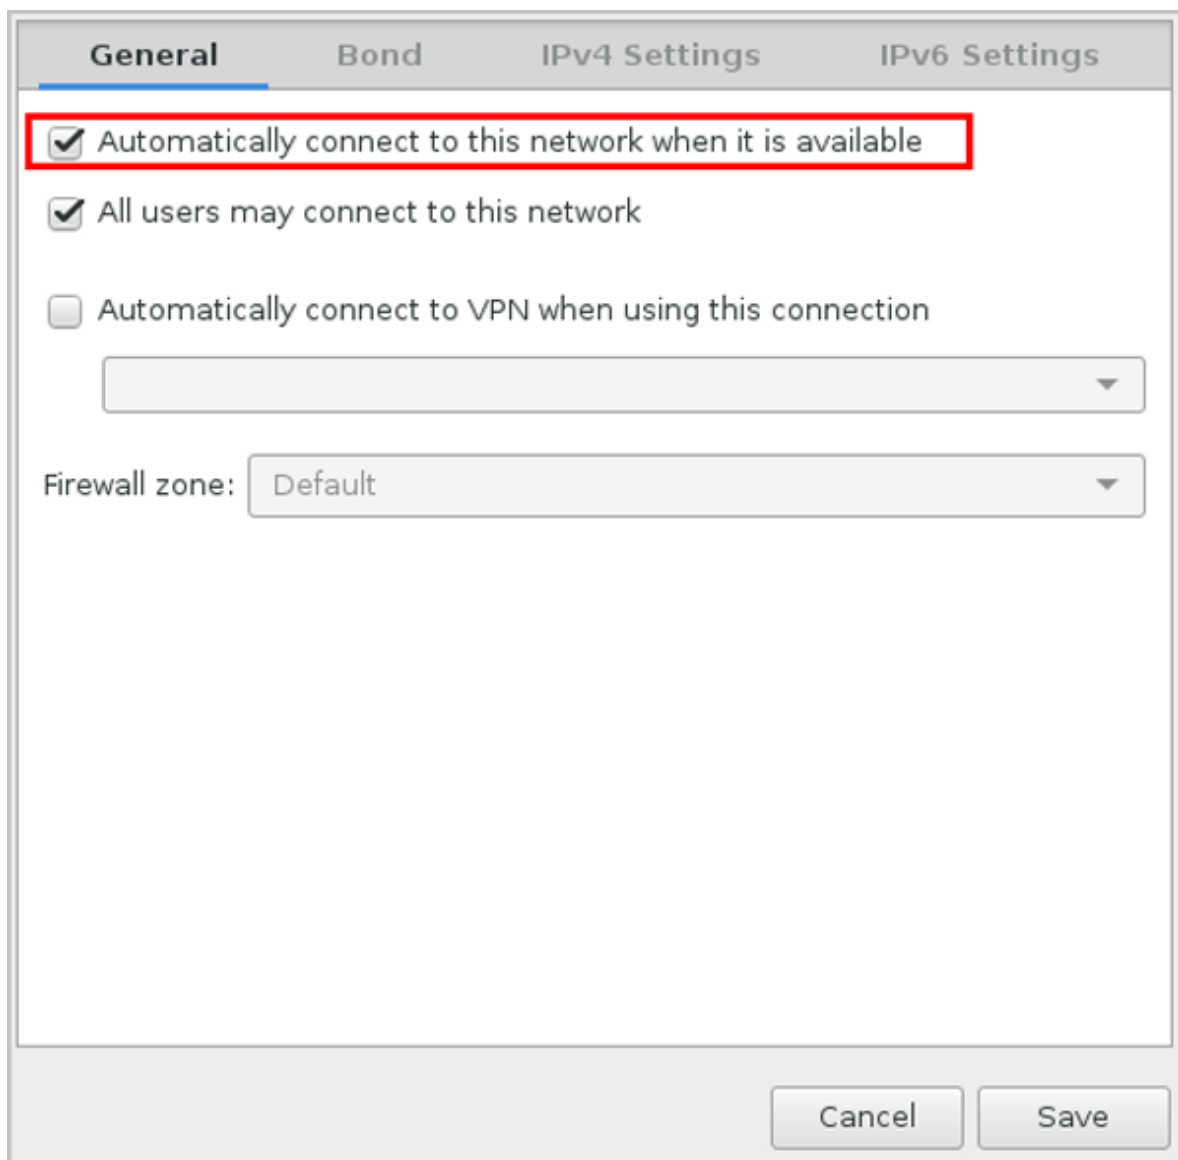 General Bond IPv4 Settings IPv6 Settings
Automatically connect to this network when it is available
All users may connect to this network
Automatically connect to VPN when using this connection
Firewall zone: Default
Cancel Save